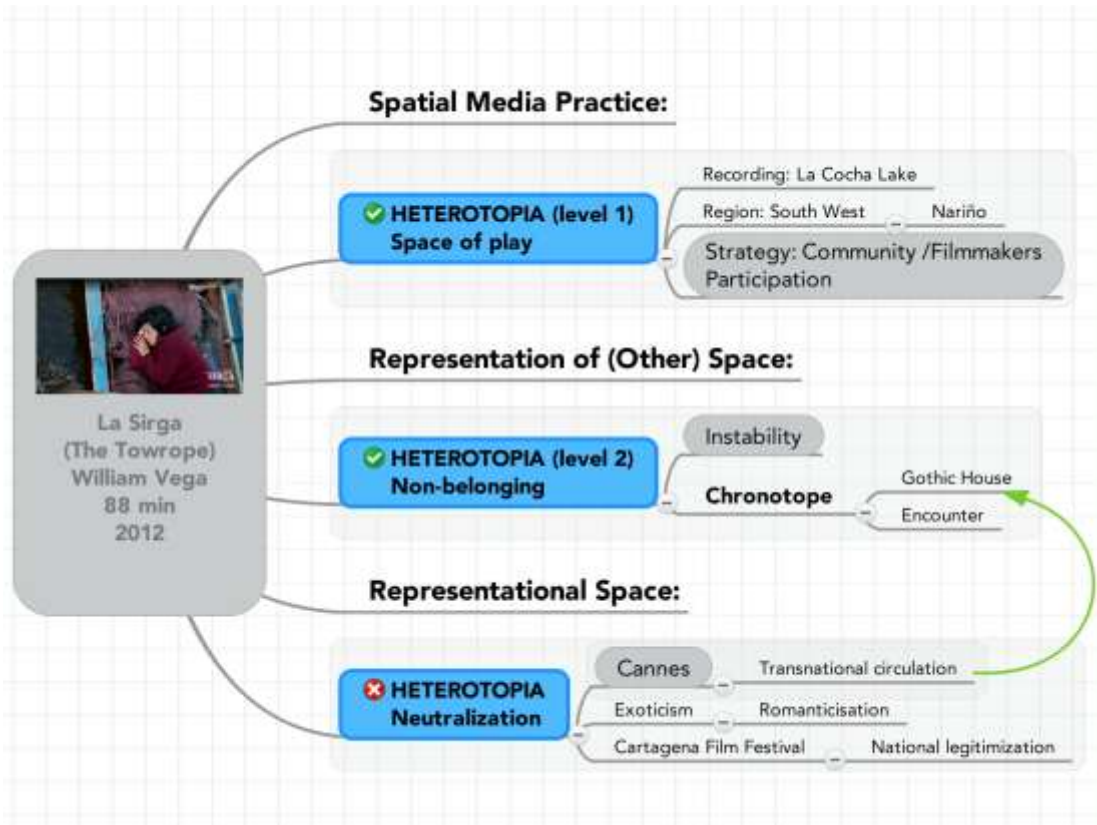 Spatial Media Practice:
HETEROTOPIA (level 1)
Space of play
Recording: La Cocha Lake
Region: South West
Nariño
Strategy: Community /Filmmakers
Participation
La Sirga
(The Towrope)
William Vega
88 min
2012
Representation of (Other) Space:
HETEROTOPIA (level 2)
Non-belonging
Instability
Chronotope
Gothic House
Encounter
Representational Space:
HETEROTOPIA
Neutralization
Cannes
Transnational circulation
Exoticism
Romanticisation
Cartagena Film Festival
National legitimization